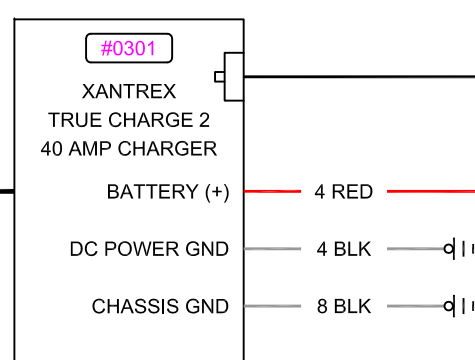 #0301
XANTREX
TRUE CHARGE 2
40 AMP CHARGER
BATTERY (+) 4 RED
DC POWER GND 4 BLK
CHASSIS GND 8 BLK